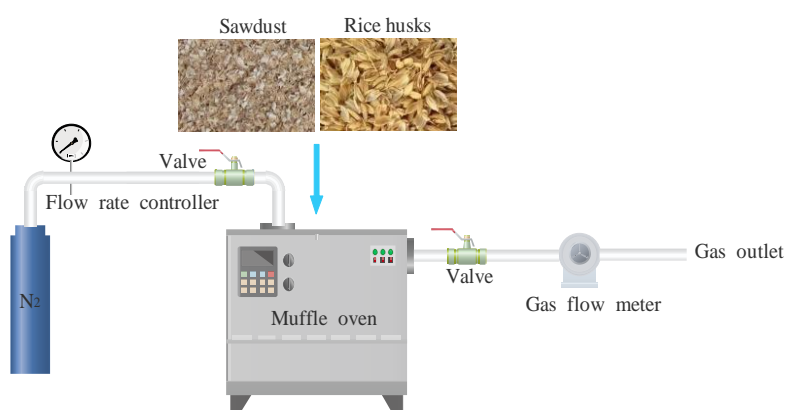 Sawdust
Rice husks
Valve
Flow rate controller
N2
Muffle oven
Valve
Gas flow meter
Gas outlet